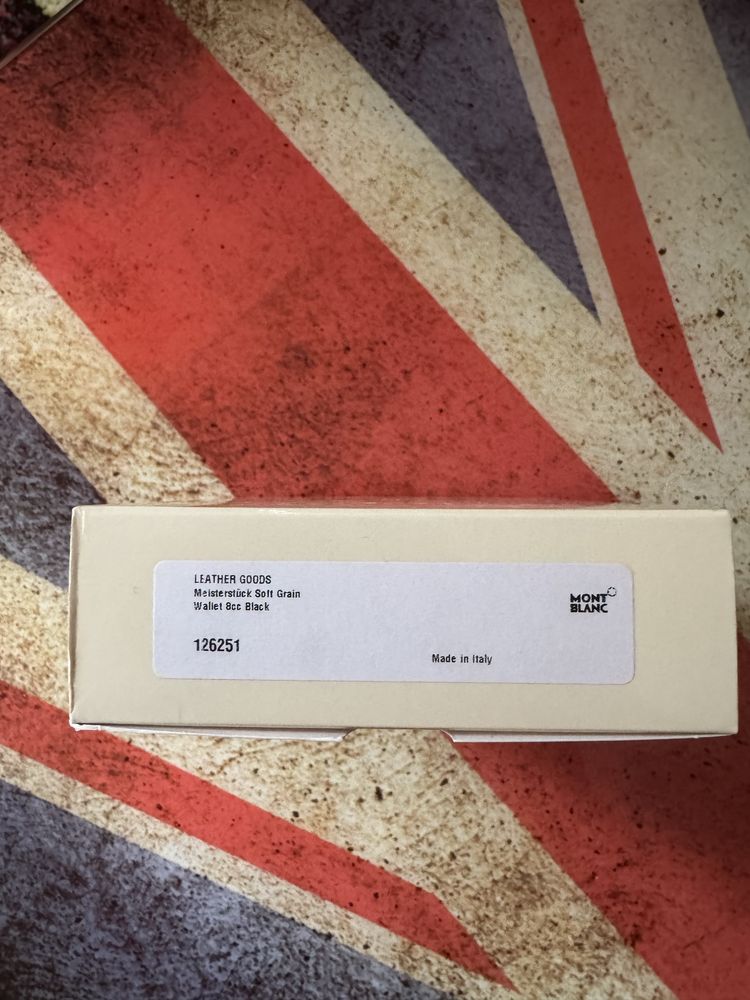 LEATHER GOODS
Meisterstück Soft Grain
Wallet 8cc Black
126251
Made in Italy
MONT
BLANC